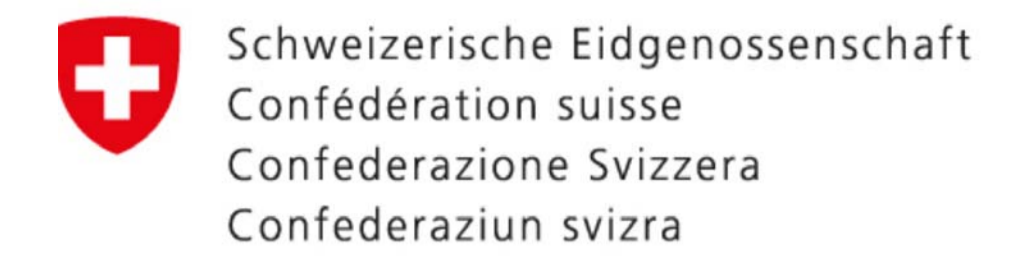 Schweizerische Eidgenossenschaft
Confédération suisse
Confederazione Svizzera
Confederaziun svizra